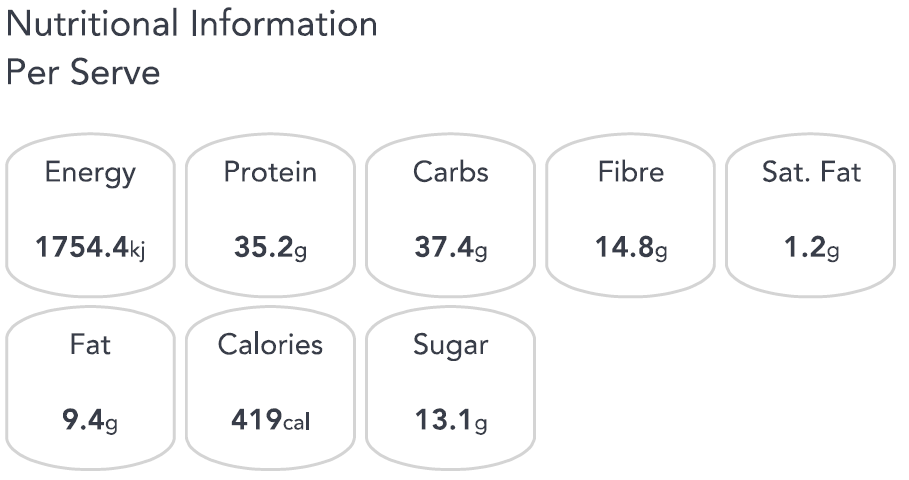 Nutritional Information
Per Serve
Energy Protein Carbs Fibre Sat. Fat
1754.4kj 35.2g 37.4g 14.8g 1.2g
Fat Calories Sugar
9.4g 419cal 13.1g